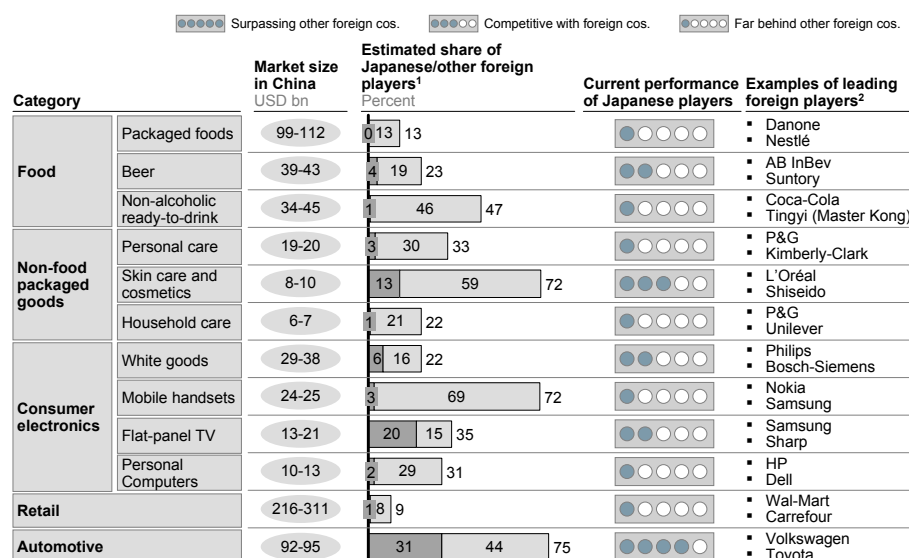 Surpassing other foreign cos. Competitive with foreign cos. Far behind other foreign cos.
Category
Market size in China
USD bn
Estimated share of Japanese/other foreign players1
Percent
Current performance of Japanese players
Examples of leading foreign players2
Food
Packaged foods 99-112 0 13 13 ▪ Danone
▪ Nestlé
Beer 39-43 4 19 23 ▪ AB InBev
▪ Suntory
Non-alcoholic ready-to-drink 34-45 1 46 47 ▪ Coca-Cola
▪ Tingyi (Master Kong)
Non-food packaged goods
Personal care 19-20 3 30 33 ▪ P&G
▪ Kimberly-Clark
Skin care and cosmetics 8-10 13 59 72 ▪ L'Oréal
▪ Shiseido
Household care 6-7 1 21 22 ▪ P&G
▪ Unilever
Consumer electronics
White goods 29-38 6 16 22 ▪ Philips
▪ Bosch-Siemens
Mobile handsets 24-25 3 69 72 ▪ Nokia
▪ Samsung
Flat-panel TV 13-21 20 15 35 ▪ Samsung
▪ Sharp
Personal Computers 10-13 2 29 31 ▪ HP
▪ Dell
Retail 216-311 1 8 9 ▪ Wal-Mart
▪ Carrefour
Automotive 92-95 31 44 75 ▪ Volkswagen
▪ Toyota